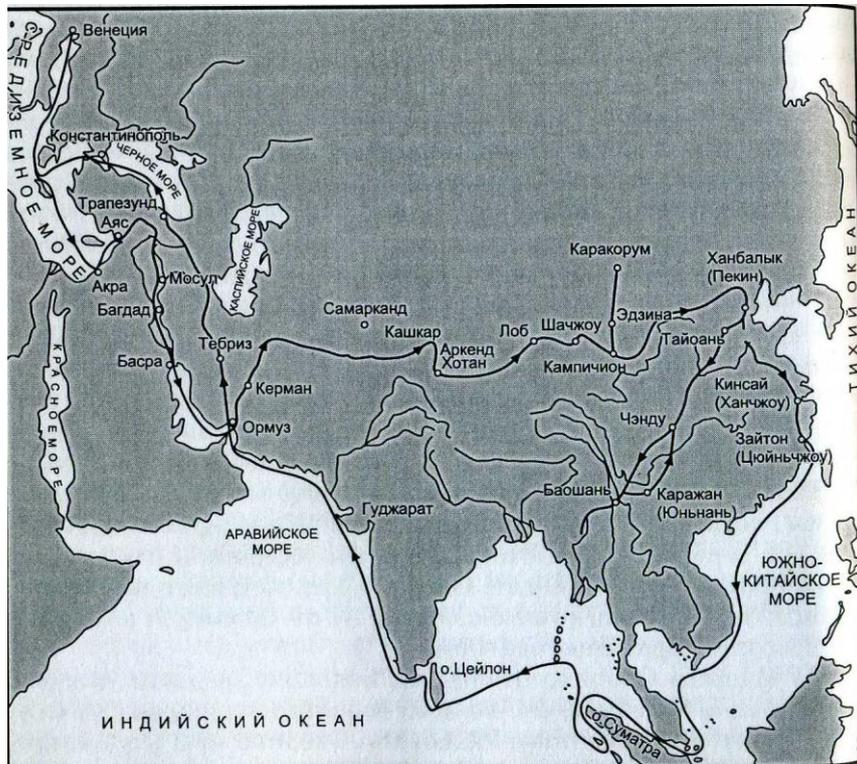 Венеция
СРЕДИЗЕМНОЕ МОРЕ
Константинополь
ЧЕРНОЕ МОРЕ
Трапезунд
Аяс
Акра
Мосул
КАСПИЙСКОЕ МОРЕ
Багдад
Самарканд
Каракорум
Ханбалык
(Пекин)
ТИХИЙ ОКЕАН
Кашкар
Лоб
Шачжоу
Эдзина
Тайоань
Тебриз
Аркенд
Хотан
Кампичион
Басра
Керман
КРАСНОЕ МОРЕ
Кинсай
(Ханчжоу)
Ормуз
Чэнду
Зайтон
(Цюйньчжоу)
Баошань
Каражан
(Юньнань)
Гуджарат
АРАВИЙСКОЕ
МОРЕ
ЮЖНО-
КИТАЙСКОЕ
МОРЕ
о.Цейлон
о.Суматра
ИНДИЙСКИЙ ОКЕАН